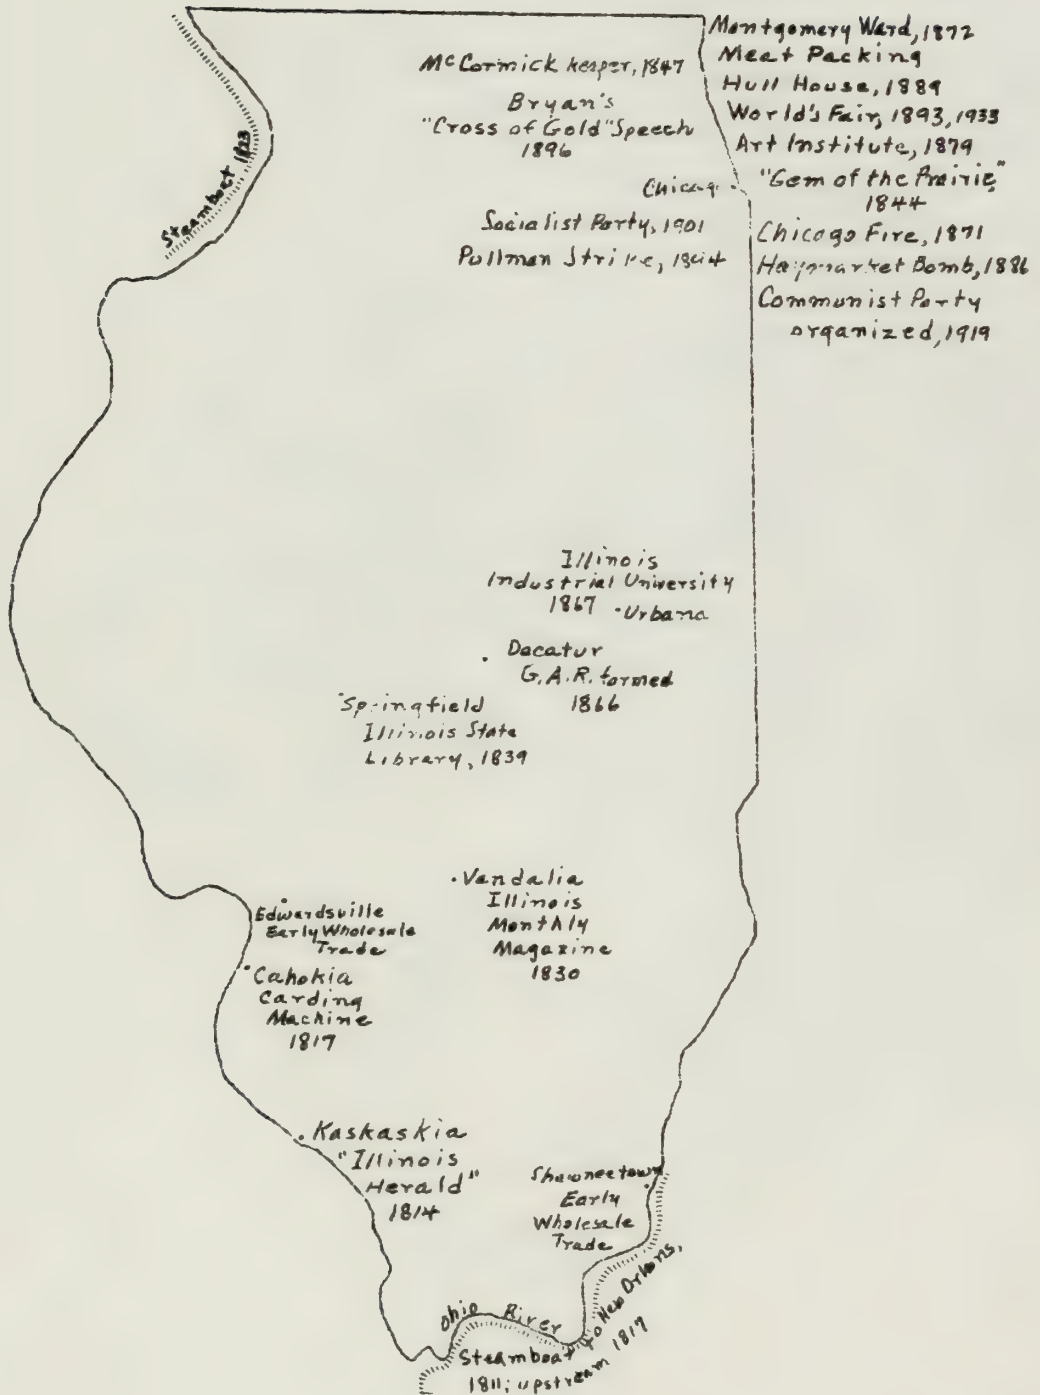 Montgomery Ward, 1872
Meat Packing
Hull House, 1889
World's Fair, 1893, 1933
Art Institute, 1879
"Gem of the Prairie,"
1844
Chicago Fire, 1871
Haymarket Bomb, 1886
Communist Party
organized, 1919
McCormick Reaper, 1847
Bryan's
"Cross of Gold" Speech
1896
Chicago
Socialist Party, 1901
Pullman Strike, 1894
Steamboat 1823
Illinois
Industrial University
1867 Urbana
Decatur
G.A.R. formed
1866
Springfield
Illinois State
Library, 1839
Vandalia
Illinois
Monthly
Magazine
1830
Edwardsville
Early Wholesale
Trade
Cahokia
Carding
Machine
1817
Kaskaskia
"Illinois
Herald"
1814
Shawneetown
Early
Wholesale
Trade
Ohio River
Steamboat to New Orleans,
1811; upstream 1817